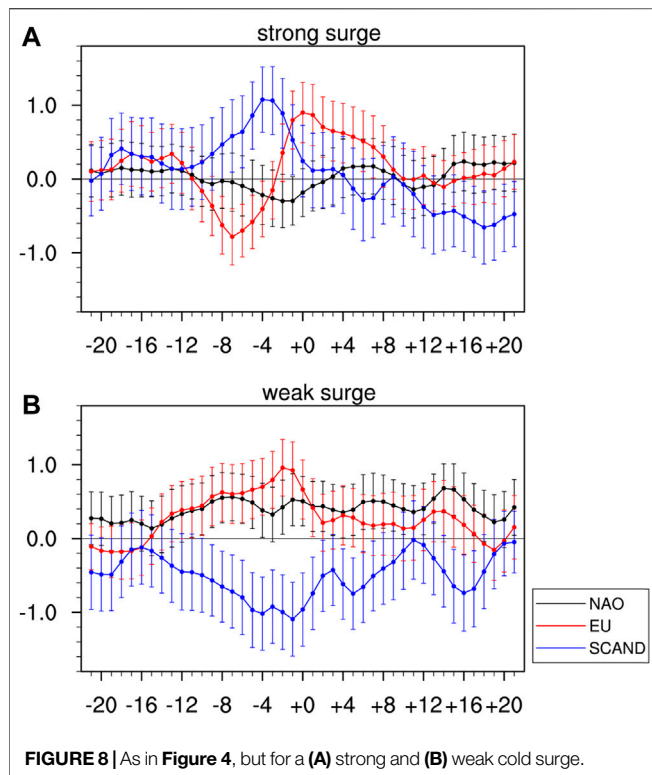 A
strong surge
1.0
0.0
-1.0
-20 -16 -12 -8 -4 +0 +4 +8 +12 +16 +20
B
weak surge
1.0
0.0
-1.0
-20 -16 -12 -8 -4 +0 +4 +8 +12 +16 +20
NAO
EU
SCAND
FIGURE 8 | As in Figure 4, but for a (A) strong and (B) weak cold surge.